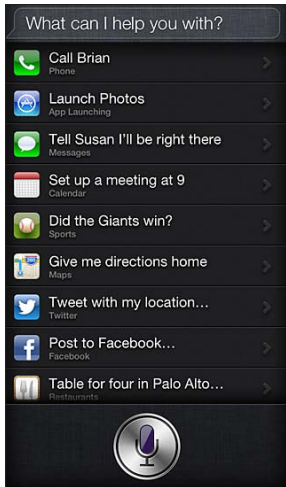 What can I help you with?
Call Brian
Phone
Launch Photos
App Launching
Tell Susan I'll be right there
Messages
Set up a meeting at 9
Calendar
Did the Giants win?
Sports
Give me directions home
Maps
Tweet with my location...
Twitter
Post to Facebook...
Facebook
Table for four in Palo Alto...
Restaurants